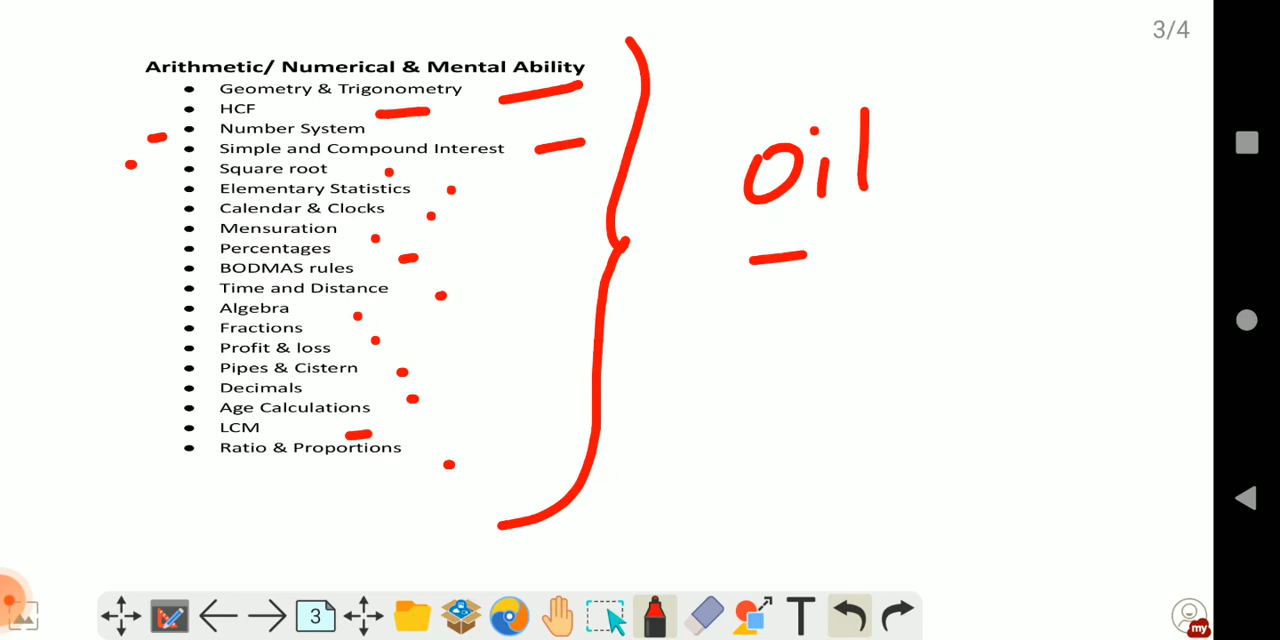 3/4
Arithmetic/ Numerical & Mental Ability
Geometry & Trigonometry
HCF
Number System
Simple and Compound Interest
Square root
Elementary Statistics
Calendar & Clocks
Mensuration
Percentages
BODMAS rules
Time and Distance
Algebra
Fractions
Profit & loss
Pipes & Cistern
Decimals
Age Calculations
LCM
Ratio & Proportions
oil
3
T
my